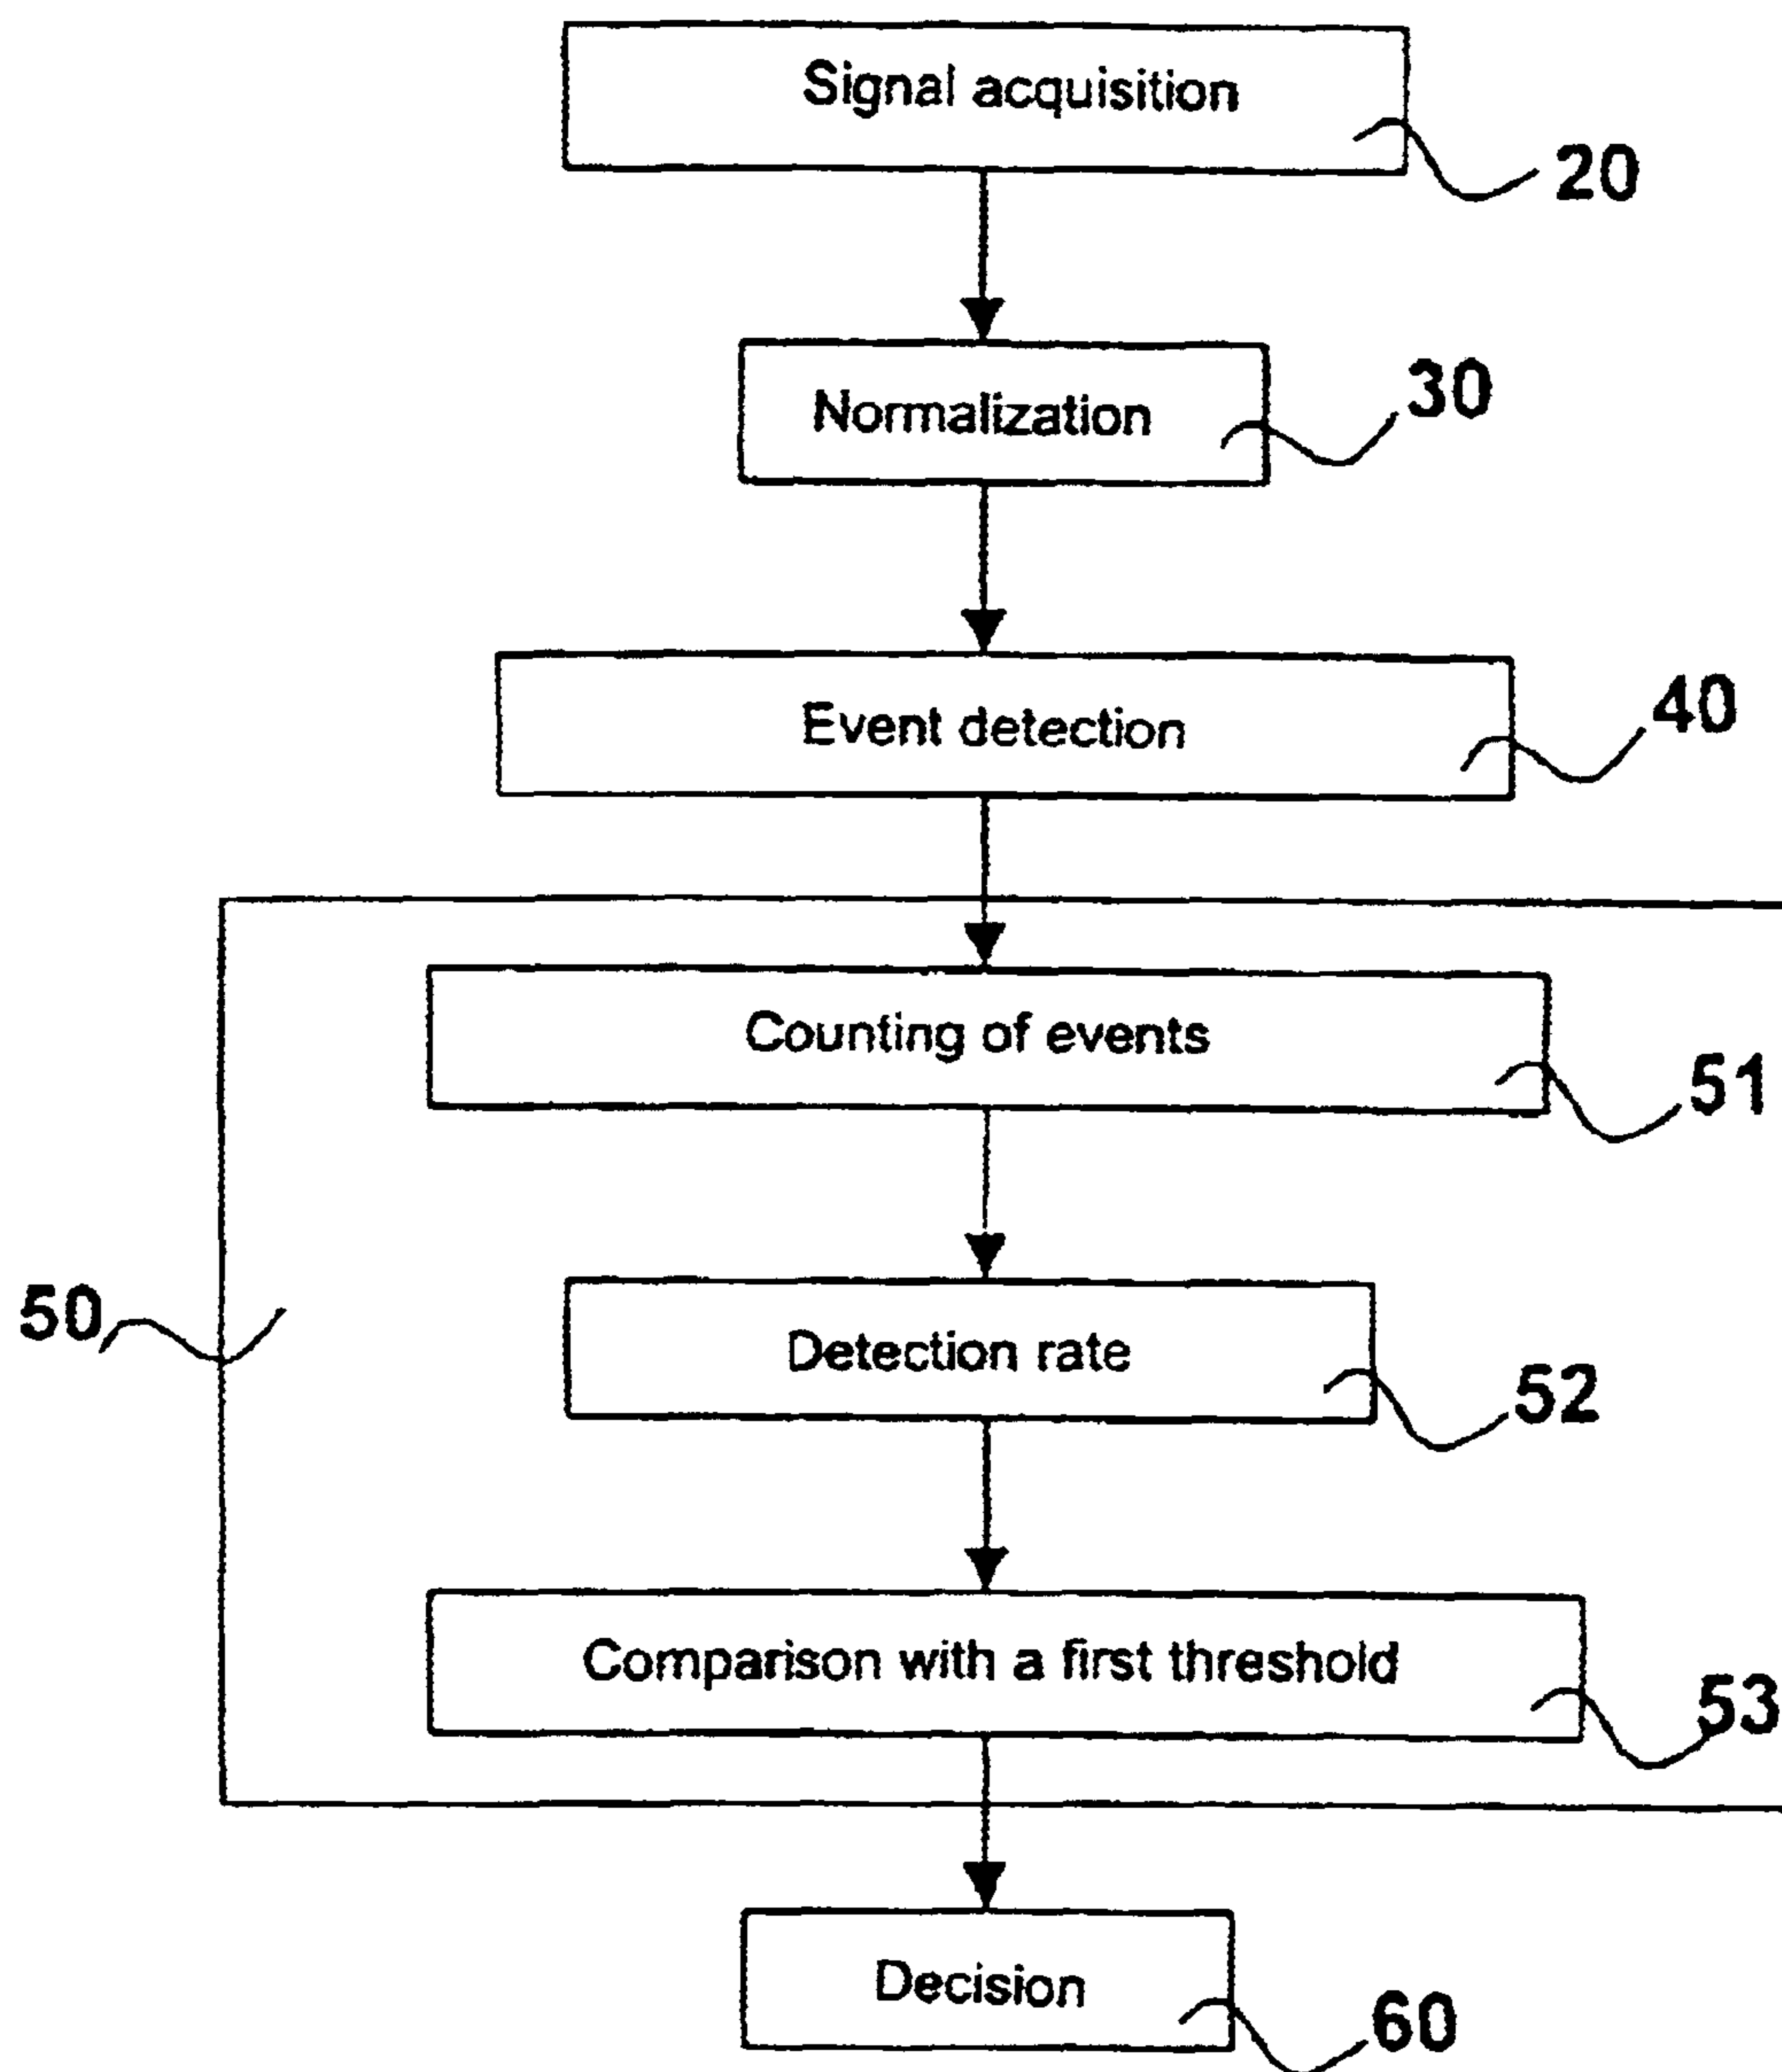 Signal acquisition
20
Normalization
30
Event detection
40
Counting of events
51
50
Detection rate
52
Comparison with a first threshold
53
Decision
60